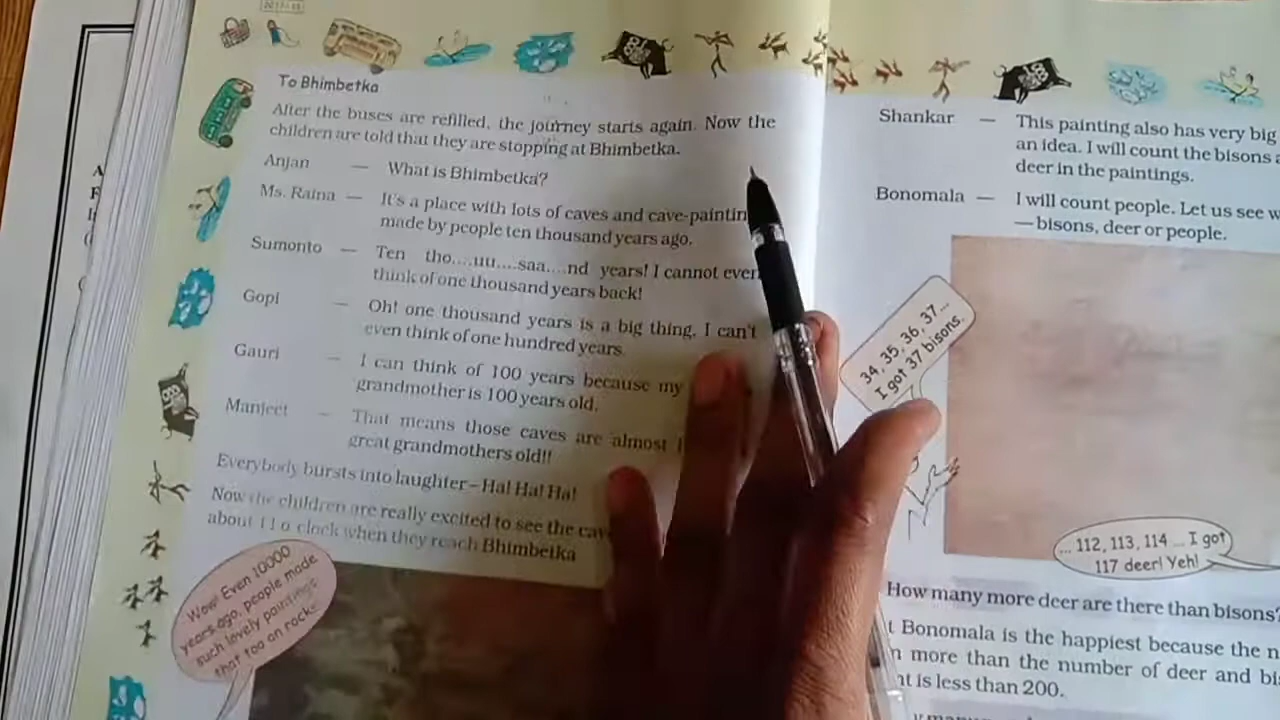 To Bhimbetka
After the buses are refilled, the journey starts again. Now the
children are told that they are stopping at Bhimbetka.
Anjan — What is Bhimbetka?
Ms. Raina — It's a place with lots of caves and cave-paintin
made by people ten thousand years ago.
Sumonto — Ten tho....uu....saa....nd years! I cannot even
think of one thousand years back!
Gopi — Oh! one thousand years is a big thing. I can't
even think of one hundred years.
Gauri — I can think of 100 years because my
grandmother is 100 years old.
Manjeet — That means those caves are almost
great grandmothers old!!
Everybody bursts into laughter – Ha! Ha! Ha!
Now the children are really excited to see the cav
about 11 o clock when they reach Bhimbetka
Wow! Even 10000
years ago, people made
such lovely paintings
that too on rocks
Shankar — This painting also has very big
an idea. I will count the bisons
deer in the paintings.
Bonomala — I will count people. Let us see w
— bisons, deer or people.
34, 35, 36, 37...
I got 37 bisons.
... 112, 113, 114 ... I got
117 deer! Yeh!
How many more deer are there than bisons?
t Bonomala is the happiest because the n
n more than the number of deer and bi
nt is less than 200.